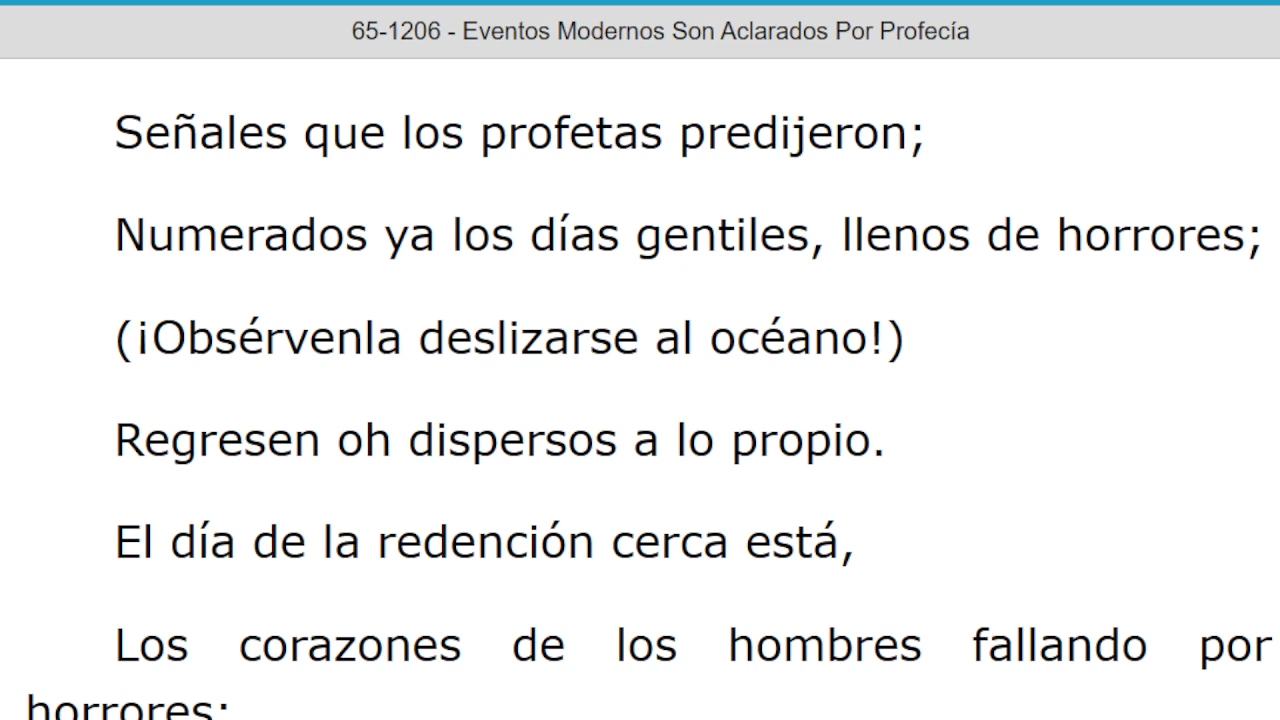 65-1206 - Eventos Modernos Son Aclarados Por Profecía
Señales que los profetas predijeron;
Numerados ya los días gentiles, llenos de horrores;
(¡Obsérvenla deslizarse al océano!)
Regresen oh dispersos a lo propio.
El día de la redención cerca está,
Los corazones de los hombres fallando por
horrores;